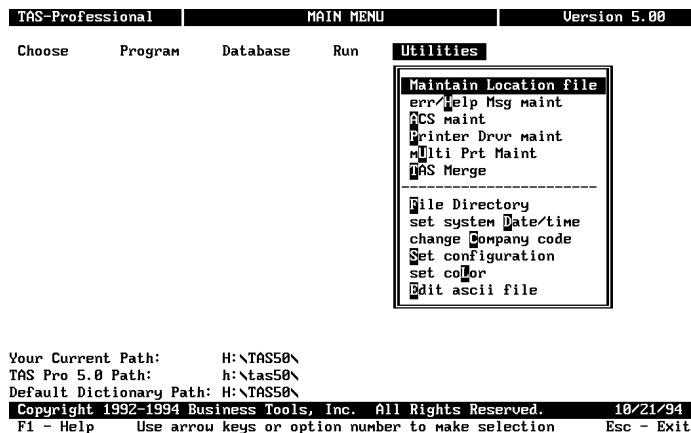 TAS-Professional MAIN MENU Version 5.00
Choose Program Database Run Utilities
Maintain Location file
err/Help Msg maint
ACS maint
Printer Drvr maint
mUlti Prt Maint
TAS Merge
-----------------------
File Directory
set system Date/time
change Company code
Set configuration
set coLor
Edit ascii file
Your Current Path: H:\TAS50\
TAS Pro 5.0 Path: h:\tas50\
Default Dictionary Path: H:\TAS50\
Copyright 1992-1994 Business Tools, Inc. All Rights Reserved. 10/21/94
F1 - Help Use arrow keys or option number to make selection Esc - Exit